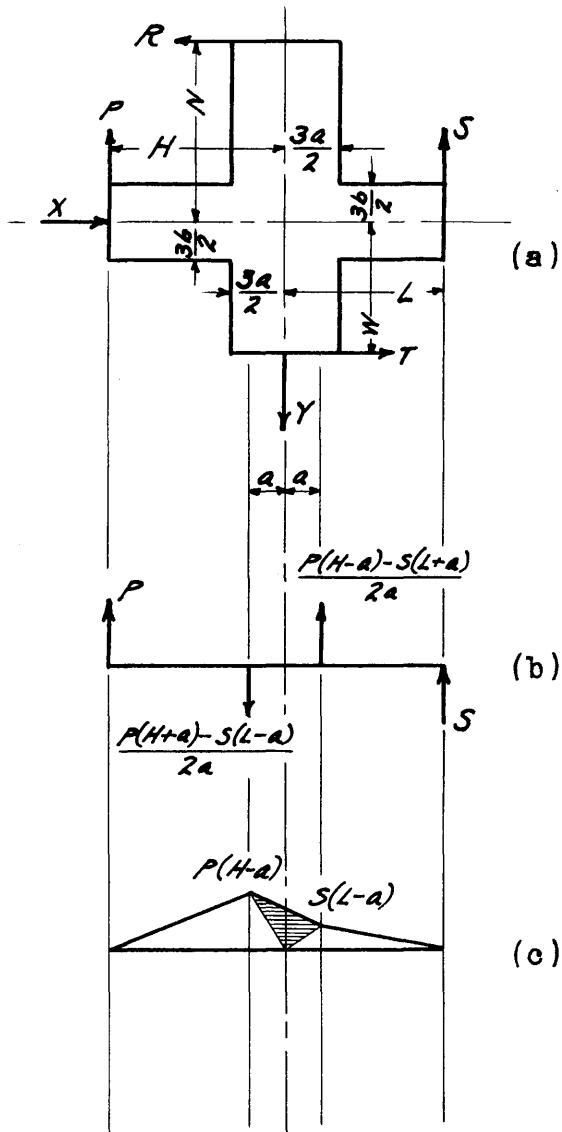 R
N
P
H
3a/2
S
X
3b/2
3b/2
(a)
3a/2
L
W
T
Y
a a
P(H-a)-S(L+a)
2a
P
(b)
S
P(H+a)-S(L-a)
2a
P(H-a)
S(L-a)
(c)